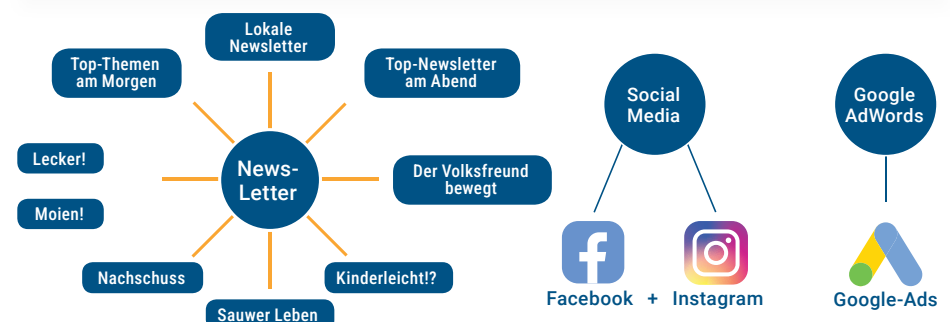 Lokale
Newsletter
Top-Themen
am Morgen
Top-Newsletter
am Abend
Lecker!
Moien!
News-
Letter
Der Volksfreund
bewegt
Nachschuss
Kinderleicht!?
Sauwer Leben
Social
Media
Facebook + Instagram
Google
AdWords
Google-Ads